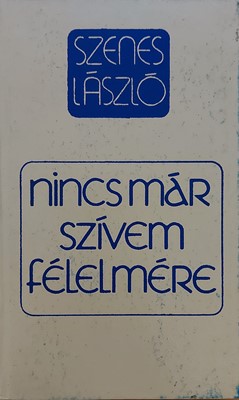 SZENES
LÁSZLÓ
nincs már
szívem
félelmére